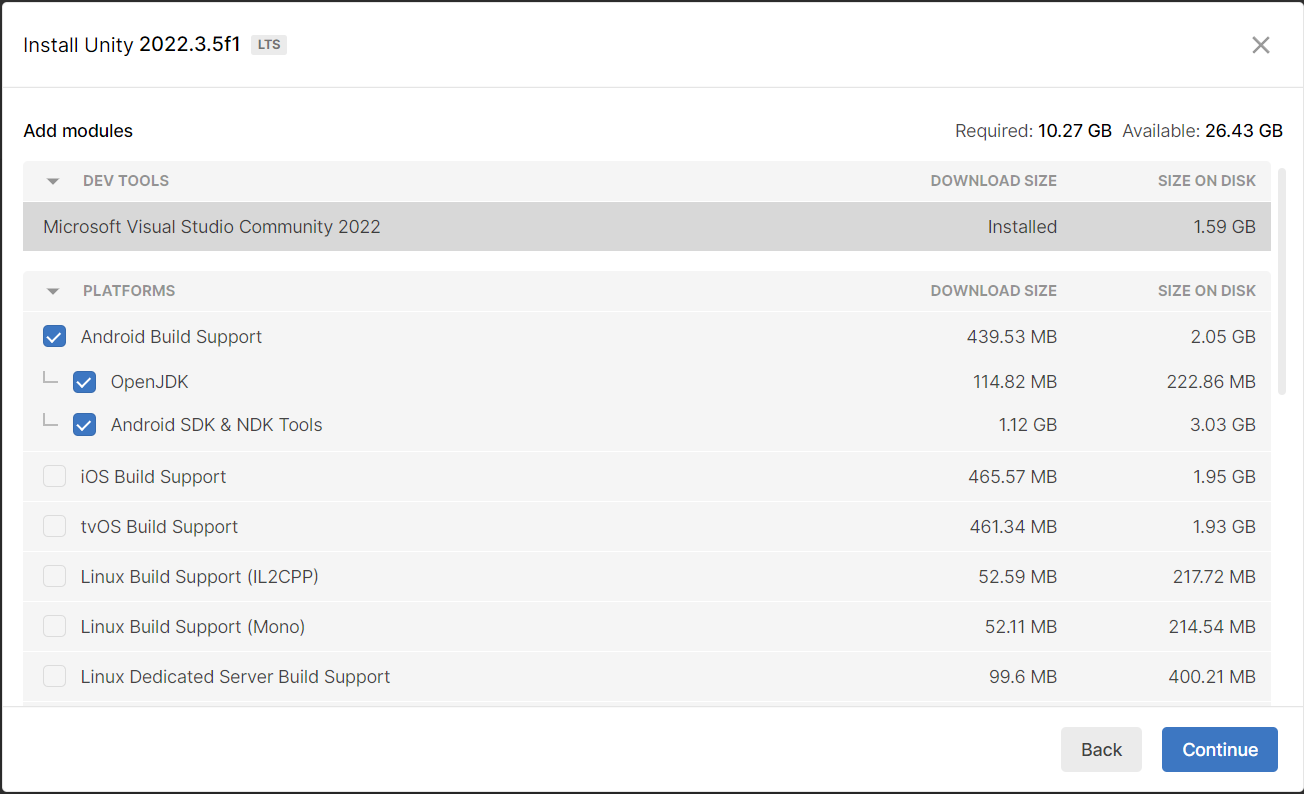 Install Unity 2022.3.5f1 LTS
Add modules Required: 10.27 GB Available: 26.43 GB
DEV TOOLS DOWNLOAD SIZE SIZE ON DISK
Microsoft Visual Studio Community 2022 Installed 1.59 GB
PLATFORMS DOWNLOAD SIZE SIZE ON DISK
Android Build Support 439.53 MB 2.05 GB
OpenJDK 114.82 MB 222.86 MB
Android SDK & NDK Tools 1.12 GB 3.03 GB
iOS Build Support 465.57 MB 1.95 GB
tvOS Build Support 461.34 MB 1.93 GB
Linux Build Support (IL2CPP) 52.59 MB 217.72 MB
Linux Build Support (Mono) 52.11 MB 214.54 MB
Linux Dedicated Server Build Support 99.6 MB 400.21 MB
Back Continue